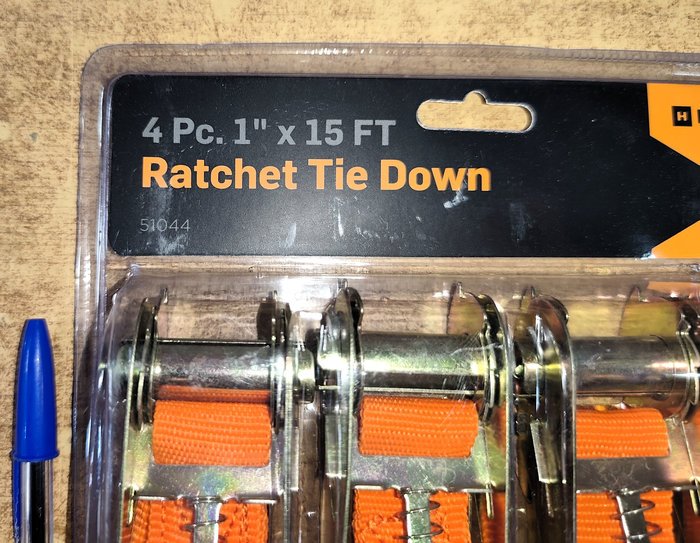 4 Pc. 1" x 15 FT
Ratchet Tie Down
51044
H